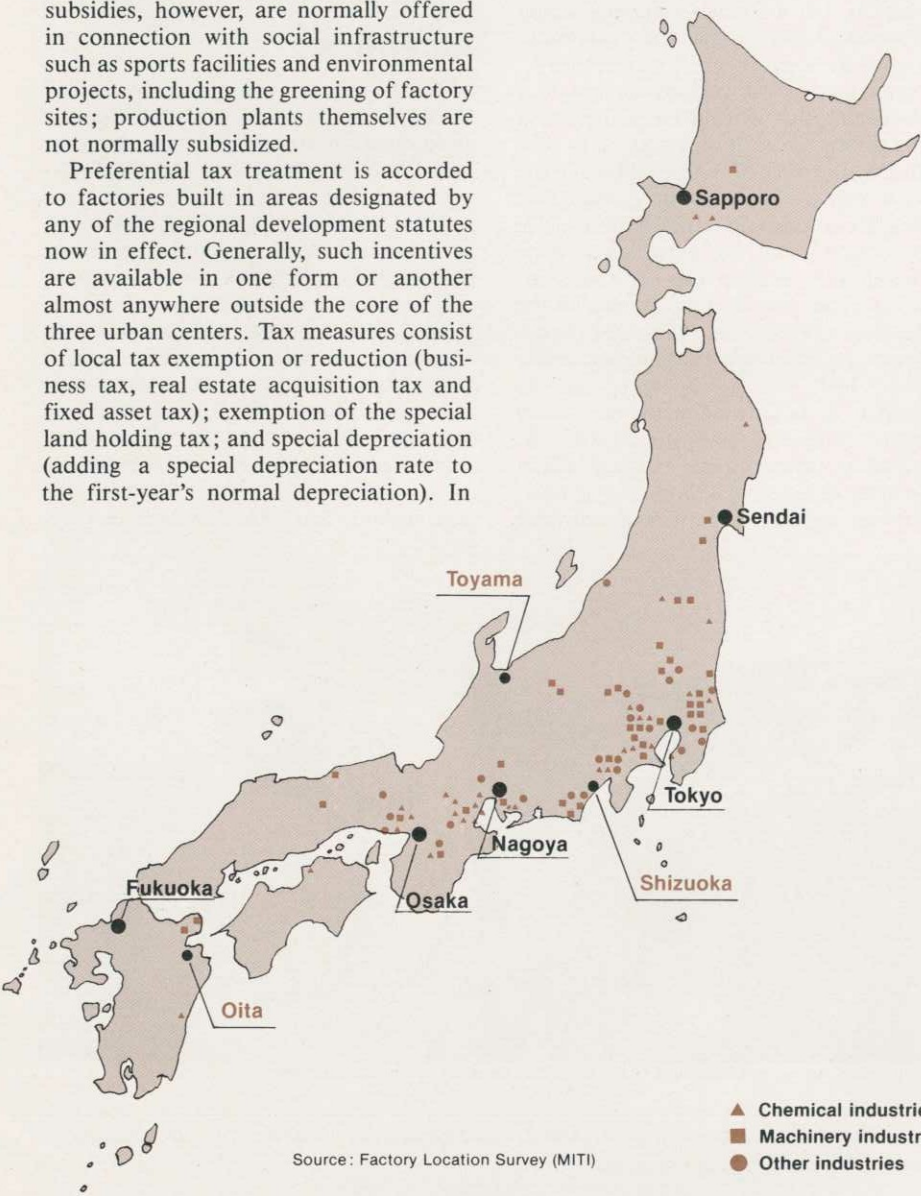 subsidies, however, are normally offered
in connection with social infrastructure
such as sports facilities and environmental
projects, including the greening of factory
sites; production plants themselves are
not normally subsidized.
Preferential tax treatment is accorded
to factories built in areas designated by
any of the regional development statutes
now in effect. Generally, such incentives
are available in one form or another
almost anywhere outside the core of the
three urban centers. Tax measures consist
of local tax exemption or reduction (busi-
ness tax, real estate acquisition tax and
fixed asset tax); exemption of the special
land holding tax; and special depreciation
(adding a special depreciation rate to
the first-year's normal depreciation). In
Sapporo
Sendai
Toyama
Tokyo
Nagoya
Shizuoka
Osaka
Fukuoka
Oita
Chemical industrie
Machinery industr
Other industries
Source: Factory Location Survey (MITI)